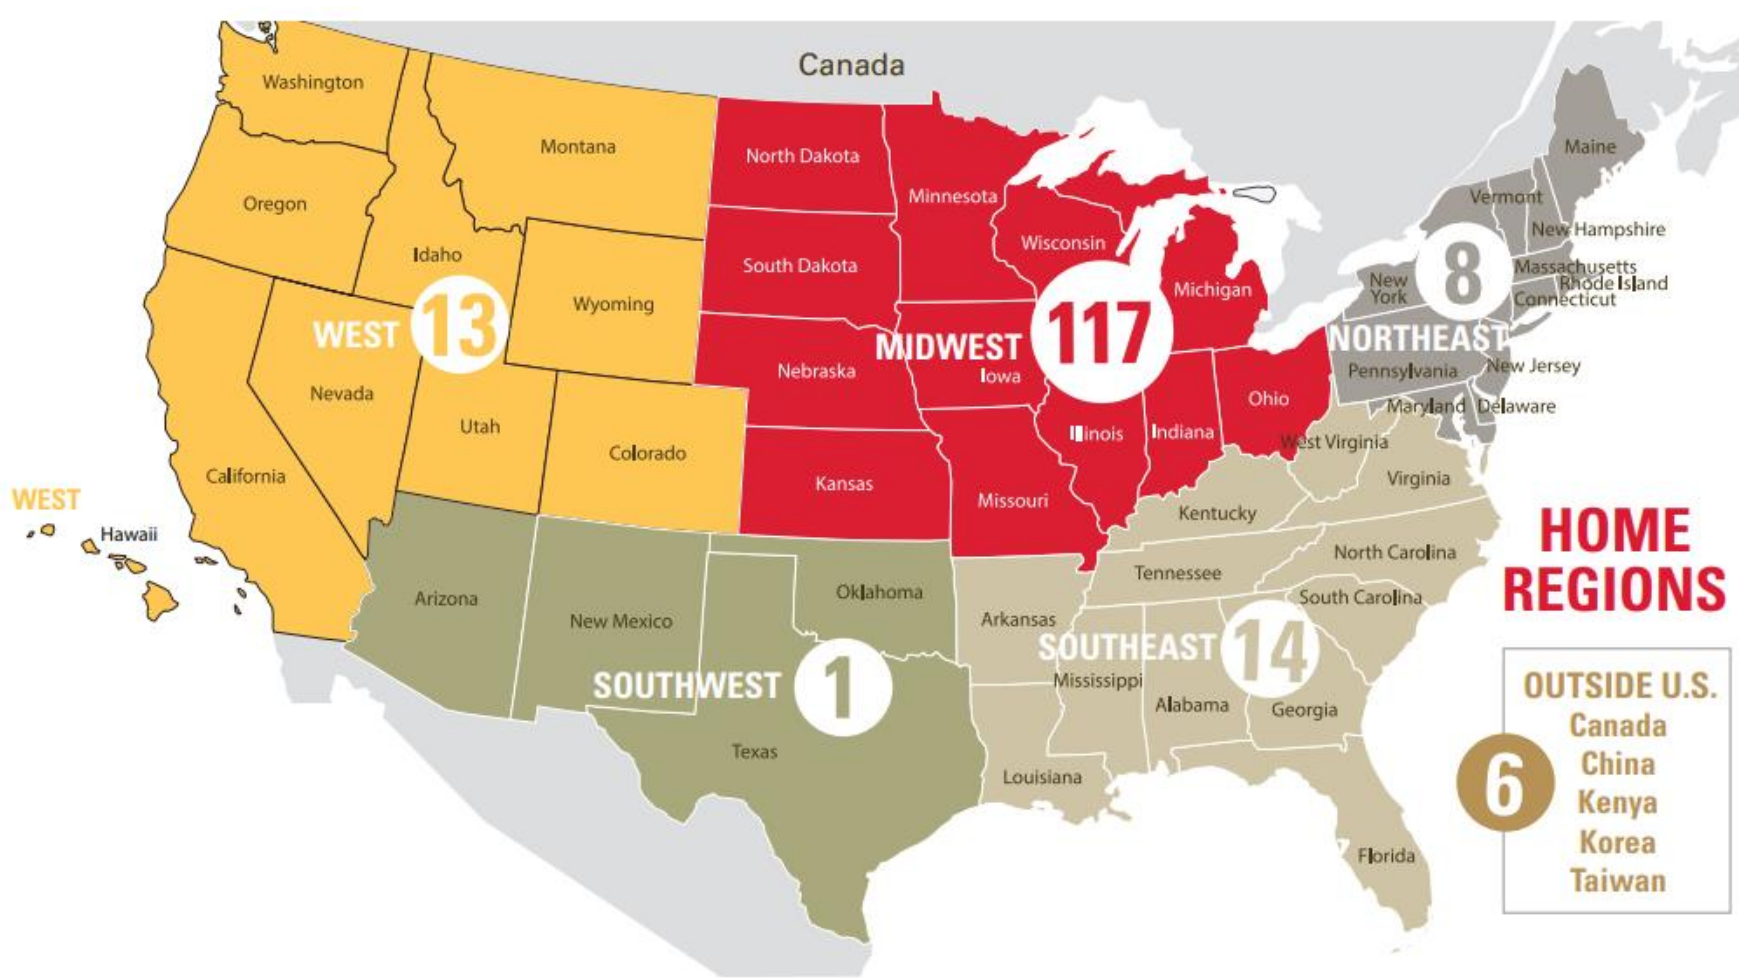 Canada
Washington
Montana
North Dakota
Minnesota
Maine
Oregon
Idaho
Vermont
New Hampshire
Wisconsin
South Dakota
Michigan
Massachusetts
Rhode Island
Connecticut
New
York
8
NORTHEAST
Wyoming
WEST 13
MIDWEST 117
Nebraska
Iowa
Pennsylvania
New Jersey
Nevada
Ohio
Maryland
Delaware
Utah
Illinois
Indiana
West Virginia
Colorado
California
Kansas
Missouri
Virginia
WEST
Hawaii
Kentucky
North Carolina
Tennessee
HOME
REGIONS
Arizona
New Mexico
Oklahoma
Arkansas
South Carolina
SOUTHEAST 14
SOUTHWEST 1
Mississippi
Alabama
Georgia
Texas
Louisiana
Florida
OUTSIDE U.S.
6
Canada
China
Kenya
Korea
Taiwan